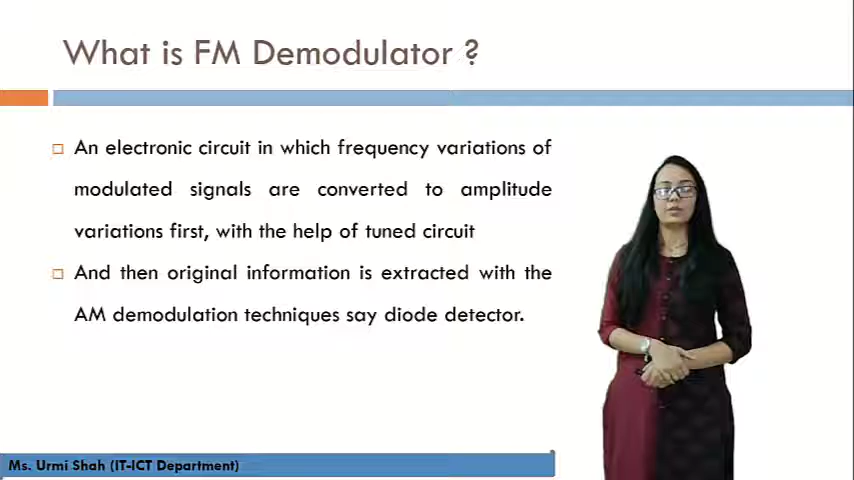 What is FM Demodulator ?
An electronic circuit in which frequency variations of
modulated signals are converted to amplitude
variations first, with the help of tuned circuit
And then original information is extracted with the
AM demodulation techniques say diode detector.
Ms. Urmi Shah (IT-ICT Department)